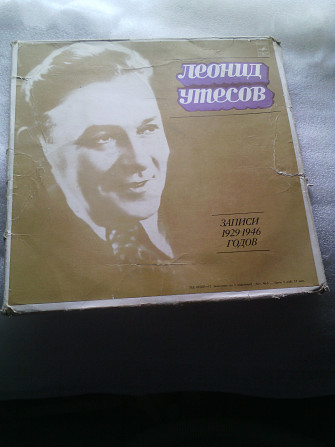 леонид
утесов
ЗАПИСИ
1929-1946
ГОДОВ